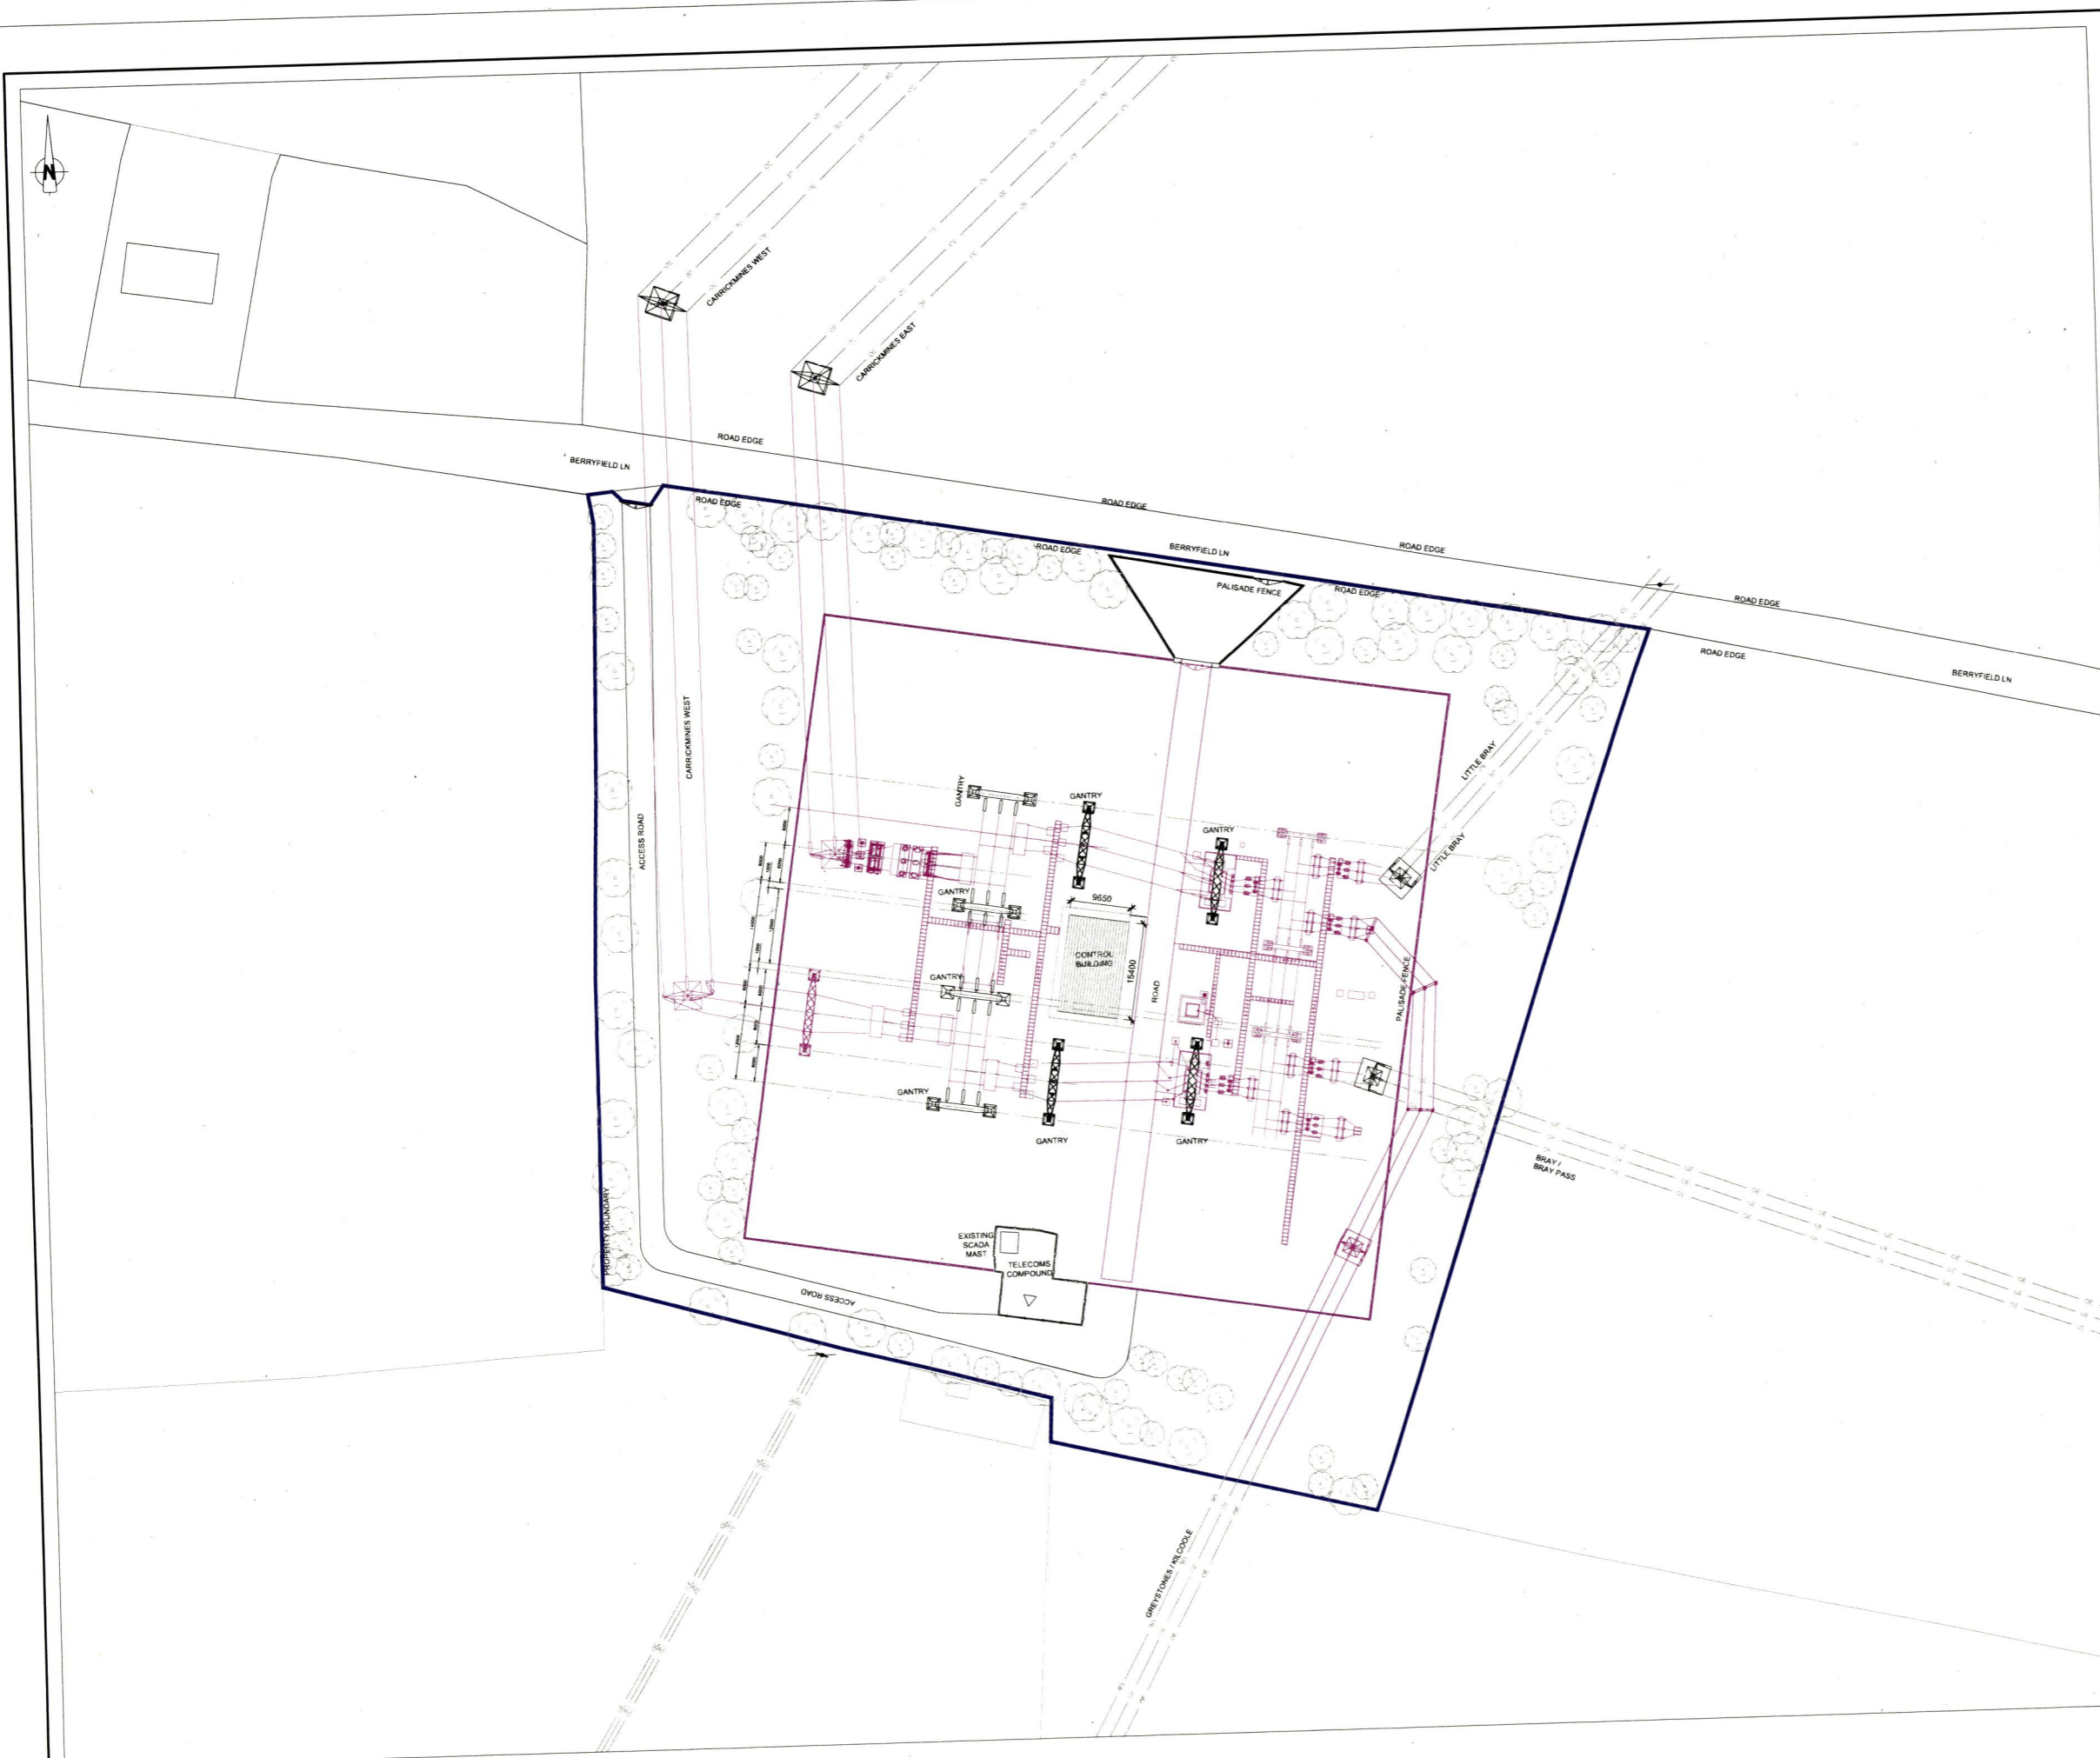 N
CARRICKMINES WEST
CARRICKMINES EAST
ROAD EDGE
BERRYFIELD LN
ROAD EDGE
ROAD EDGE
ROAD EDGE
BERRYFIELD LN
ROAD EDGE
PALISADE FENCE
ROAD EDGE
ROAD EDGE
ROAD EDGE
BERRYFIELD LN
CARRICKMINES WEST
ACCESS ROAD
LITTLE BRAY
LITTLE BRAY
GANTRY
GANTRY
GANTRY
GANTRY
9650
CONTROL
BUILDING
15400
ROAD
PALISADE FENCE
GANTRY
GANTRY
GANTRY
GANTRY
BRAY /
BRAY PASS
PROPERTY BOUNDARY
EXISTING
SCADA
MAST
TELECOMS
COMPOUND
ACCESS ROAD
GREYSTONES / KILCOOLE